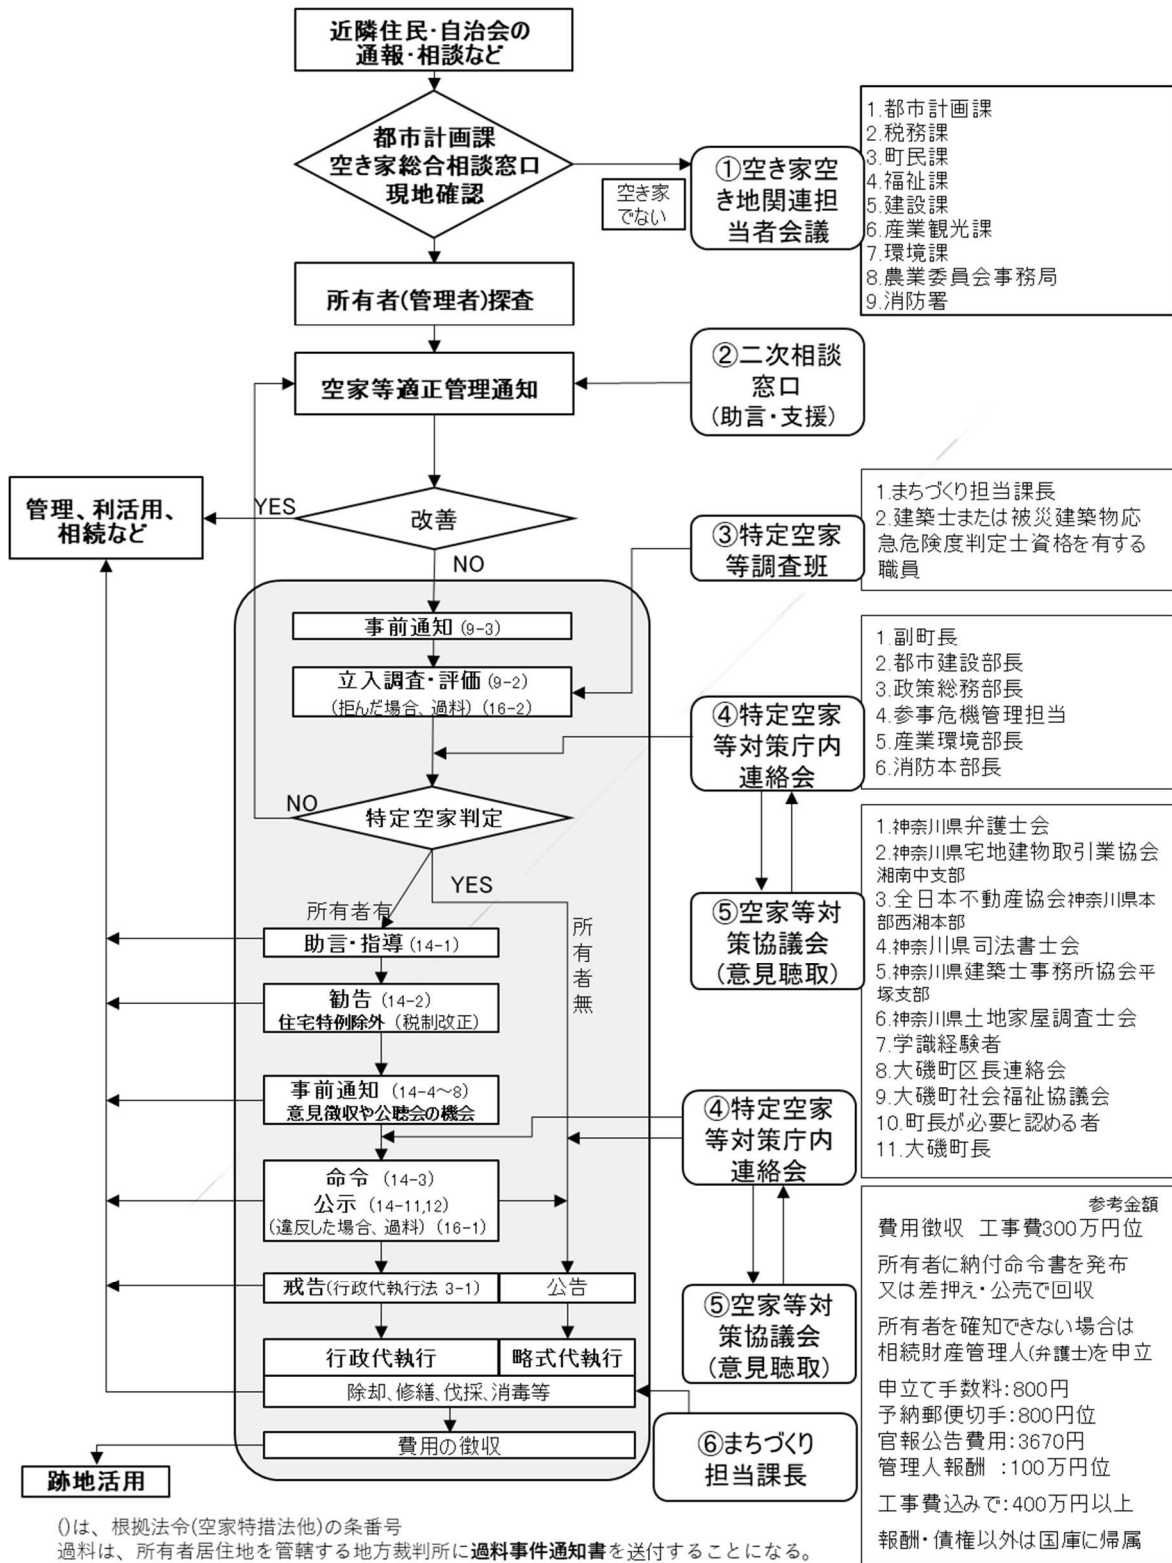 近隣住民・自治会の
通報・相談など
都市計画課
空き家総合相談窓口
現地確認
空き家
でない
①空き家空
き地関連担
当者会議
1.都市計画課
2.税務課
3.町民課
4.福祉課
5.建設課
6.産業観光課
7.環境課
8.農業委員会事務局
9.消防署
所有者(管理者)探査
空家等適正管理通知
②二次相談
窓口
(助言・支援)
改善
YES
管理、利活用、
相続など
NO
③特定空家
等調査班
1.まちづくり担当課長
2.建築士または被災建築物応
急危険度判定士資格を有する
職員
事前通知 (9-3)
立入調査・評価 (9-2)
(拒んだ場合、過料) (16-2)
④特定空家
等対策庁内
連絡会
1.副町長
2.都市建設部長
3.政策総務部長
4.参事危機管理担当
5.産業環境部長
6.消防本部長
特定空家判定
NO
YES
所有者有
所有者無
⑤空家等対
策協議会
(意見聴取)
1.神奈川県弁護士会
2.神奈川県宅地建物取引業協会
湘南中支部
3.全日本不動産協会神奈川県本
部西湘本部
4.神奈川県司法書士会
5.神奈川県建築士事務所協会平
塚支部
6.神奈川県土地家屋調査士会
7.学識経験者
8.大磯町区長連絡会
9.大磯町社会福祉協議会
10.町長が必要と認める者
11.大磯町長
助言・指導 (14-1)
勧告 (14-2)
住宅特例除外 (税制改正)
事前通知 (14-4~8)
意見徴収や公聴会の機会
④特定空家
等対策庁内
連絡会
命令 (14-3)
公示 (14-11,12)
(違反した場合、過料) (16-1)
戒告(行政代執行法 3-1)
公告
⑤空家等対
策協議会
(意見聴取)
行政代執行
略式代執行
除却、修繕、伐採、消毒等
⑥まちづくり
担当課長
費用の徴収
跡地活用
参考金額
費用徴収 工事費300万円位
所有者に納付命令書を発布
又は差押え・公売で回収
所有者を確知できない場合は
相続財産管理人(弁護士)を申立
申立て手数料:800円
予納郵便切手:800円位
官報公告費用:3670円
管理人報酬 :100万円位
工事費込みで:400万円以上
報酬・債権以外は国庫に帰属
()は、根拠法令(空家特措法他)の条番号
過料は、所有者居住地を管轄する地方裁判所に過料事件通知書を送付することになる。